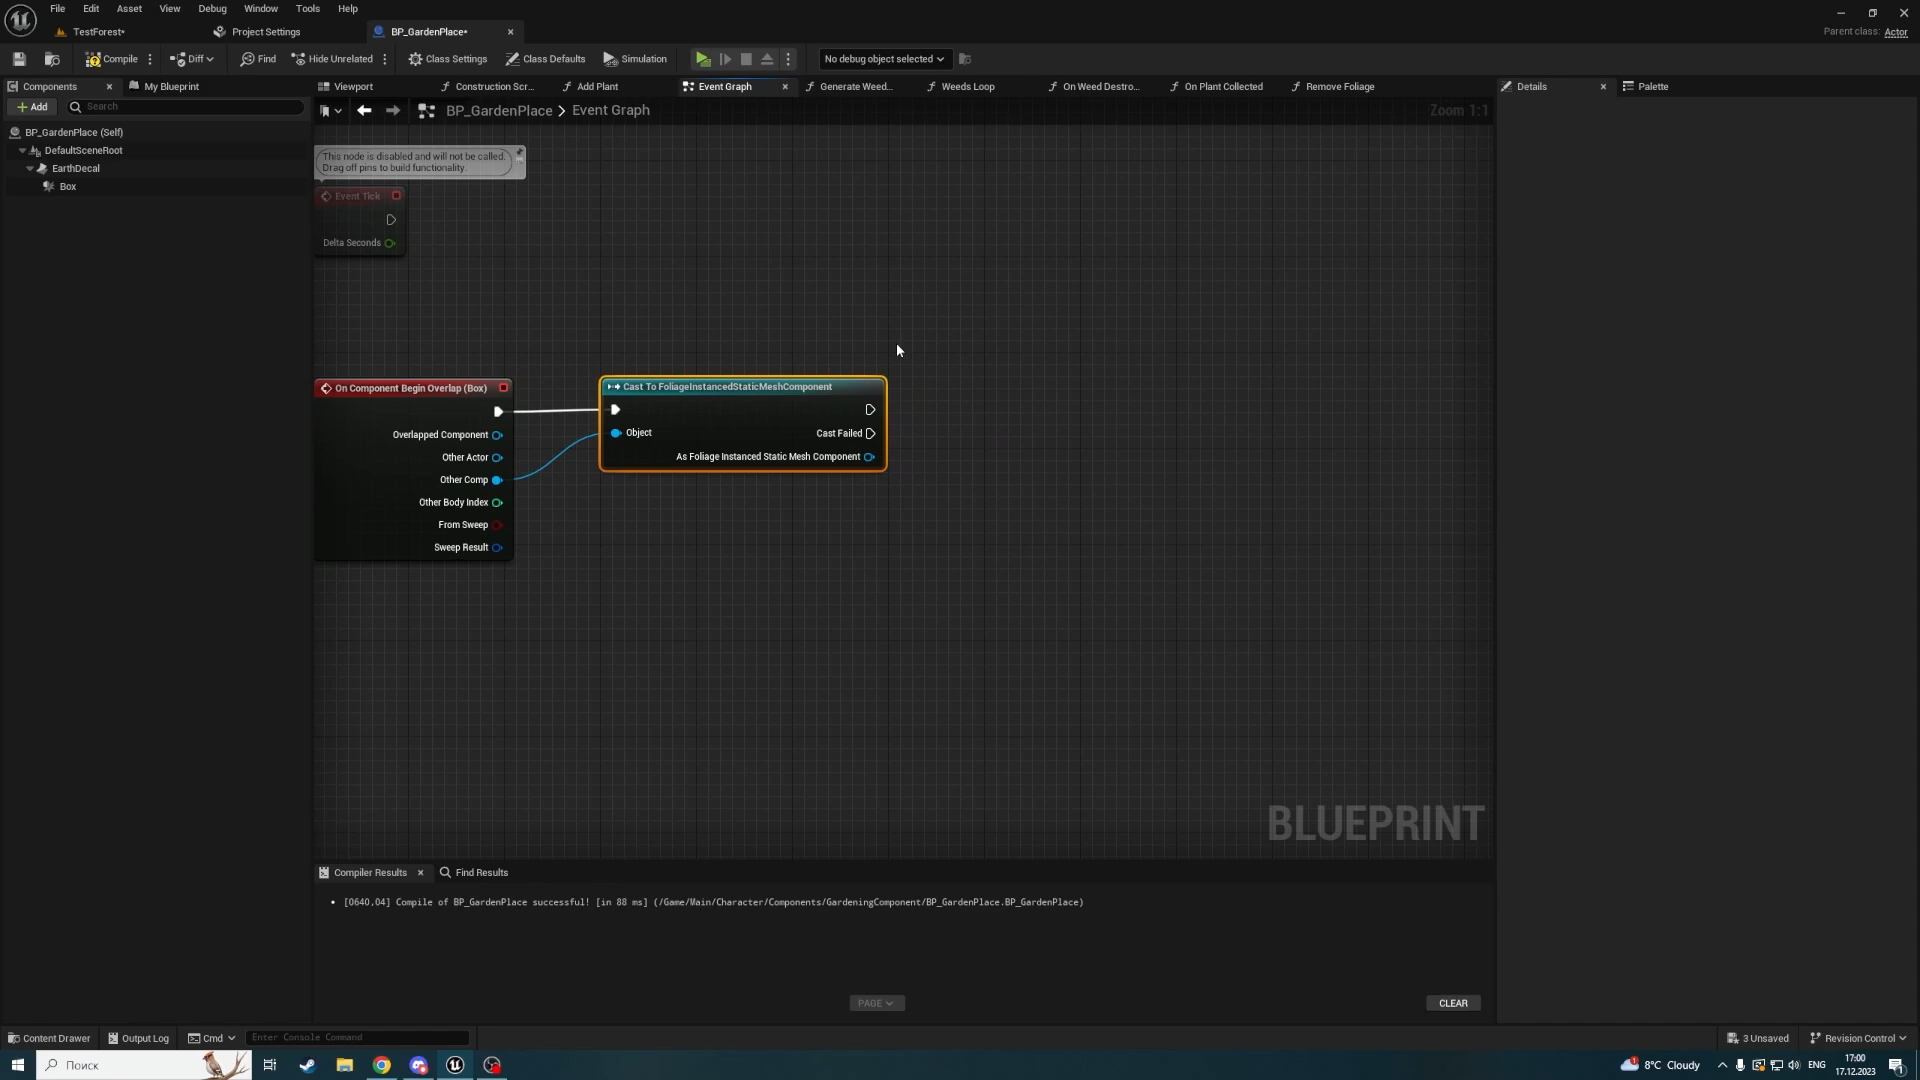 File Edit Asset View Debug Window Tools Help
TestForest* Project Settings BP_GardenPlace*
Parent class: Actor
Compile Diff Find Hide Unrelated Class Settings Class Defaults Simulation No debug object selected
Components My Blueprint Viewport Construction Scr... Add Plant Event Graph Generate Weed... Weeds Loop On Weed Destro... On Plant Collected Remove Foliage Details Palette
Add Search
BP_GardenPlace > Event Graph Zoom 1:1
BP_GardenPlace (Self)
DefaultSceneRoot
EarthDecal
Box
This node is disabled and will not be called.
Drag off pins to build functionality.
Event Tick
Delta Seconds
On Component Begin Overlap (Box)
Overlapped Component
Other Actor
Other Comp
Other Body Index
From Sweep
Sweep Result
Cast To FoliageInstancedStaticMeshComponent
Object
Cast Failed
As Foliage Instanced Static Mesh Component
BLUEPRINT
Compiler Results Find Results
[0640,04] Compile of BP_GardenPlace successful! [in 88 ms] (/Game/Main/Character/Components/GardeningComponent/BP_GardenPlace.BP_GardenPlace)
PAGE CLEAR
Content Drawer Output Log Cmd Enter Console Command 3 Unsaved Revision Control
Поиск 1 8°C Cloudy ENG 17:00
17.12.2023 1